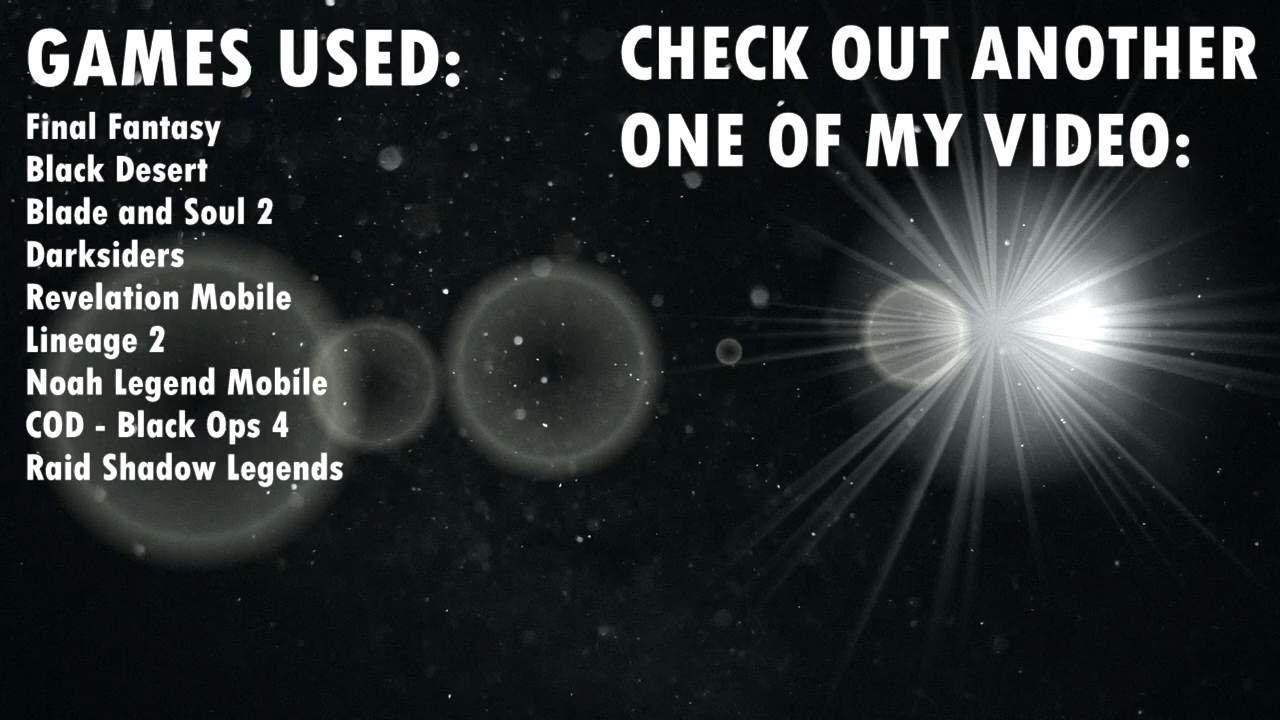 GAMES USED:
Final Fantasy
Black Desert
Blade and Soul 2
Darksiders
Revelation Mobile
Lineage 2
Noah Legend Mobile
COD - Black Ops 4
Raid Shadow Legends
CHECK OUT ANOTHER
ONE OF MY VIDEO: